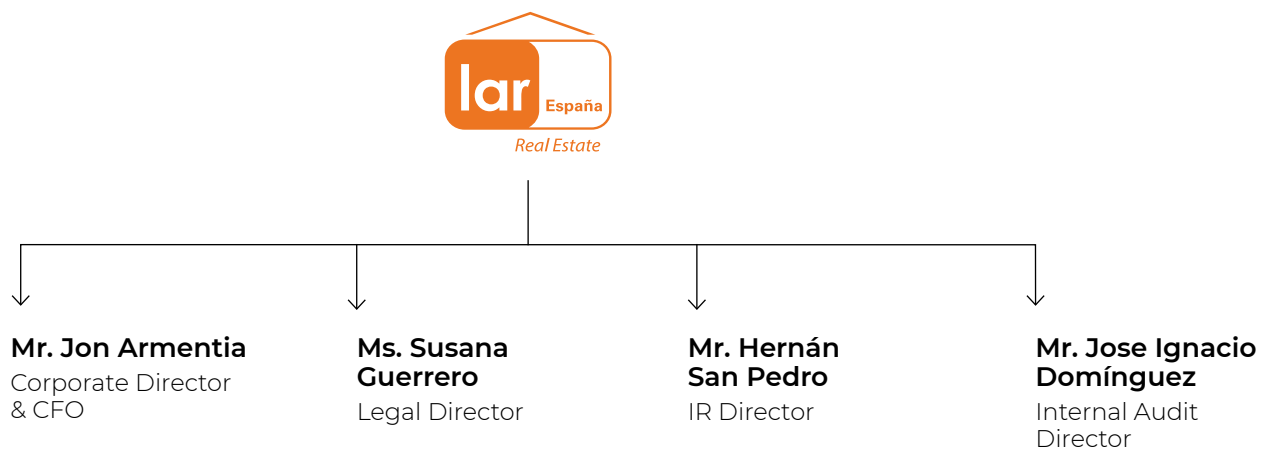 lar
España
Real Estate
Mr. Jon Armentia
Corporate Director
& CFO
Ms. Susana
Guerrero
Legal Director
Mr. Hernán
San Pedro
IR Director
Mr. Jose Ignacio
Domínguez
Internal Audit
Director